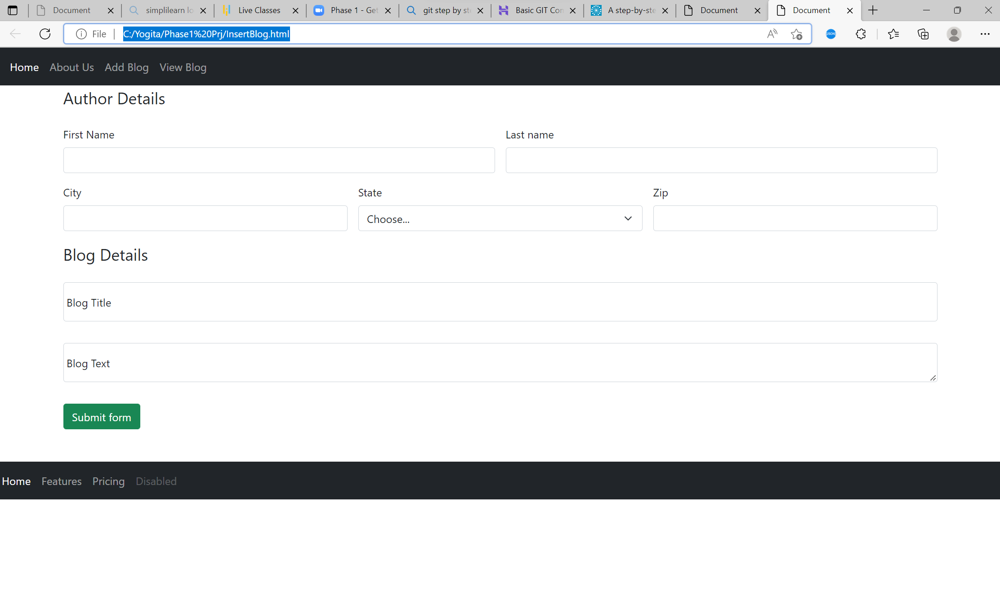 Document simplilearn lo Live Classes Phase 1 - Get git step by ste Basic GIT Con A step-by-ste Document Document
File C:/Yogita/Phase1%20Prj/InsertBlog.html JSON
Home About Us Add Blog View Blog
Author Details
First Name Last name
City State Zip
Choose...
Blog Details
Blog Title
Blog Text
Submit form
Home Features Pricing Disabled